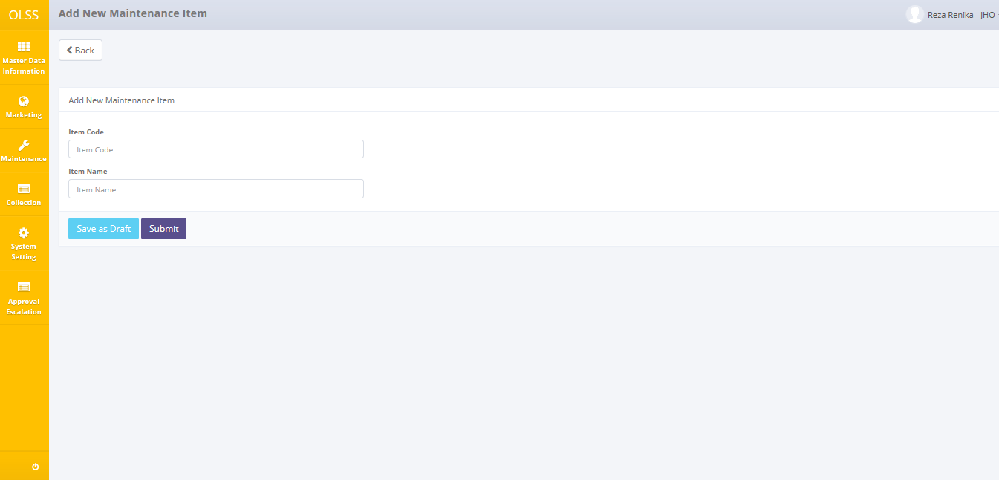 OLSS
Add New Maintenance Item
Reza Renika - JHO
Master Data
Information
Marketing
Maintenance
Collection
System
Setting
Approval
Escalation
Back
Add New Maintenance Item
Item Code
Item Code
Item Name
Item Name
Save as Draft
Submit